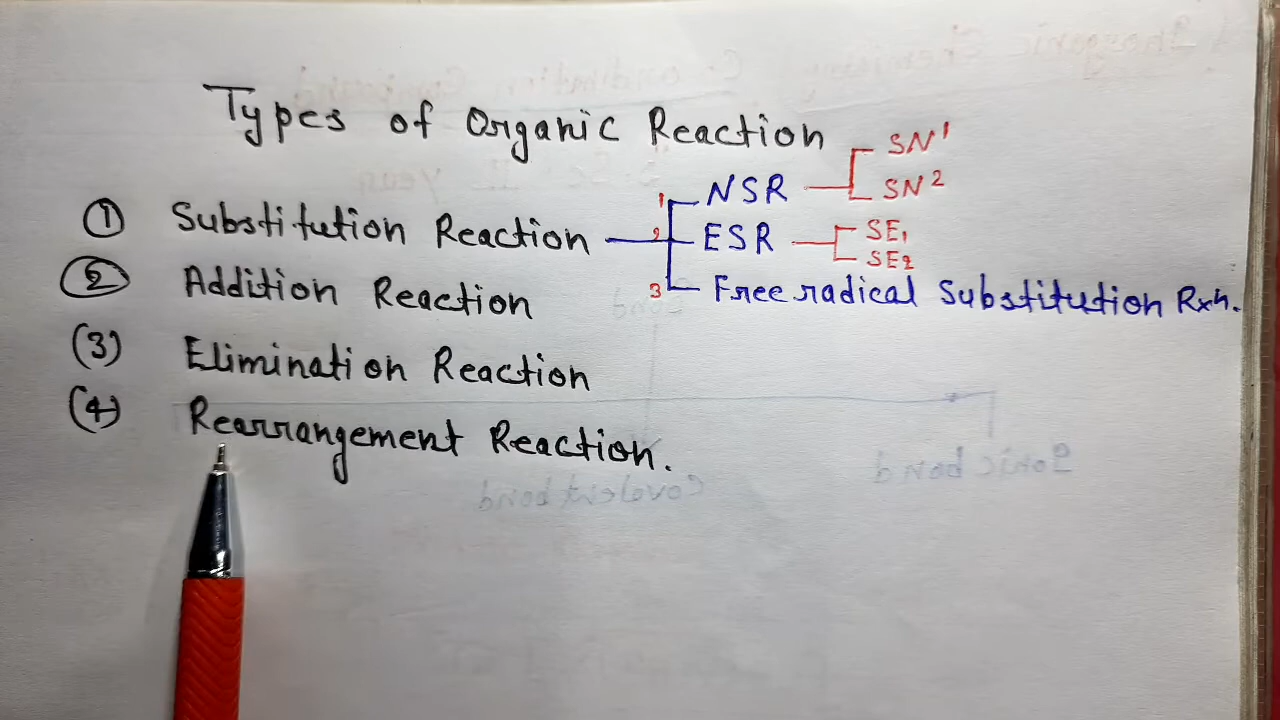 Types of Organic Reaction
① Substitution Reaction
1 NSR
SN¹
SN²
2 ESR
SE₁
SE₂
3 Free radical Substitution Rxn.
② Addition Reaction
(3) Elimination Reaction
(4) Rearrangement Reaction.